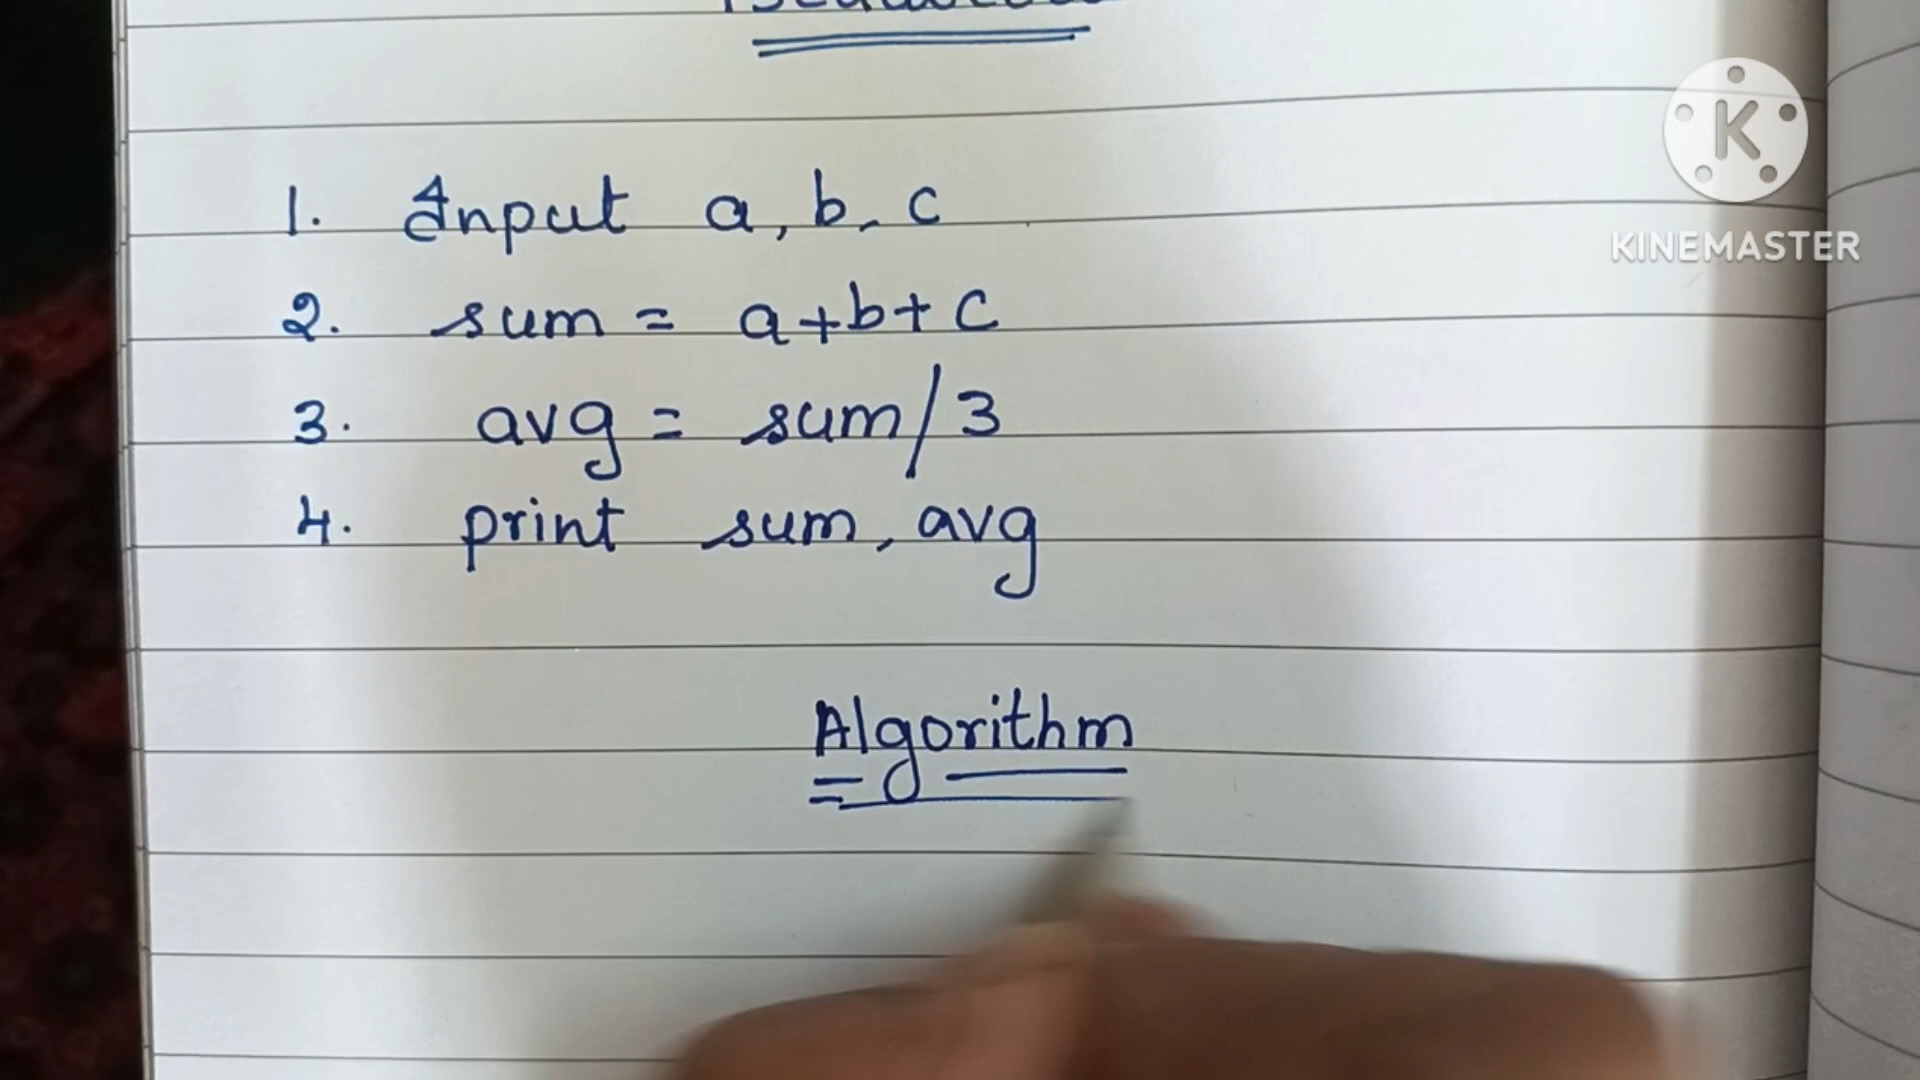 1. Input a, b, c
2. sum = a+b+c
3. avg = sum/3
4. print sum, avg
Algorithm
K
KINEMASTER